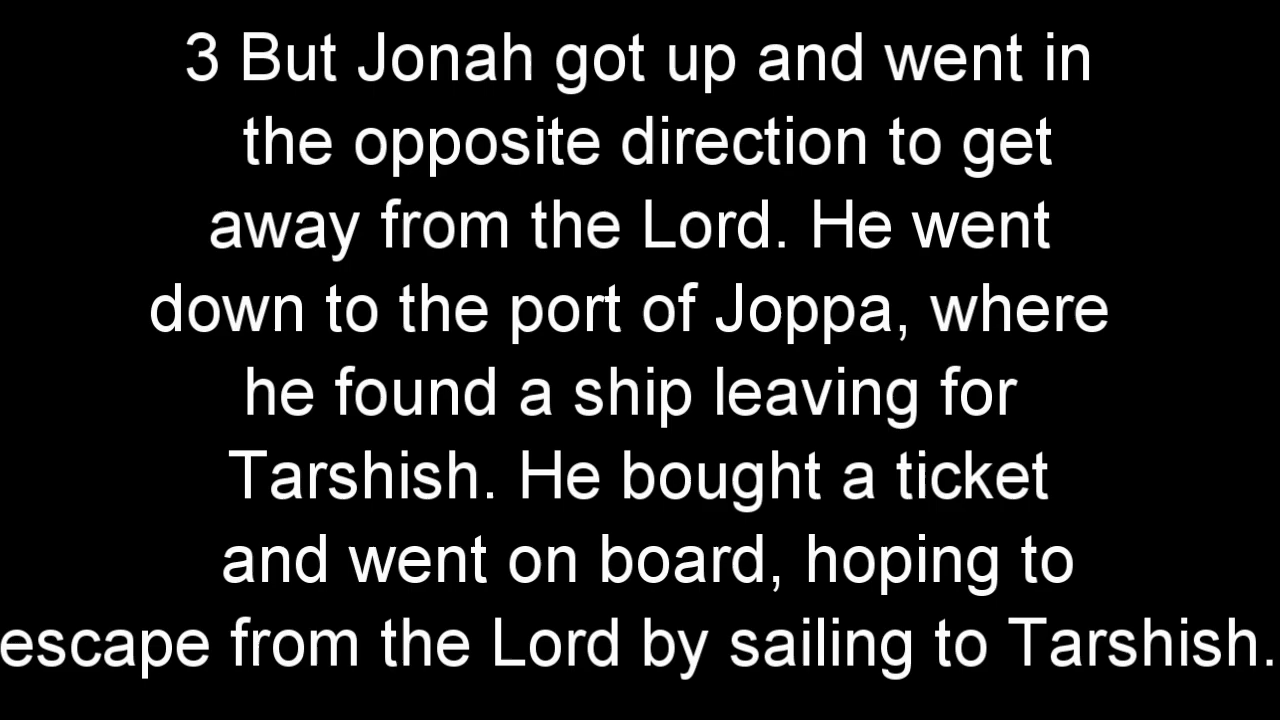 3 But Jonah got up and went in
the opposite direction to get
away from the Lord. He went
down to the port of Joppa, where
he found a ship leaving for
Tarshish. He bought a ticket
and went on board, hoping to
escape from the Lord by sailing to Tarshish.